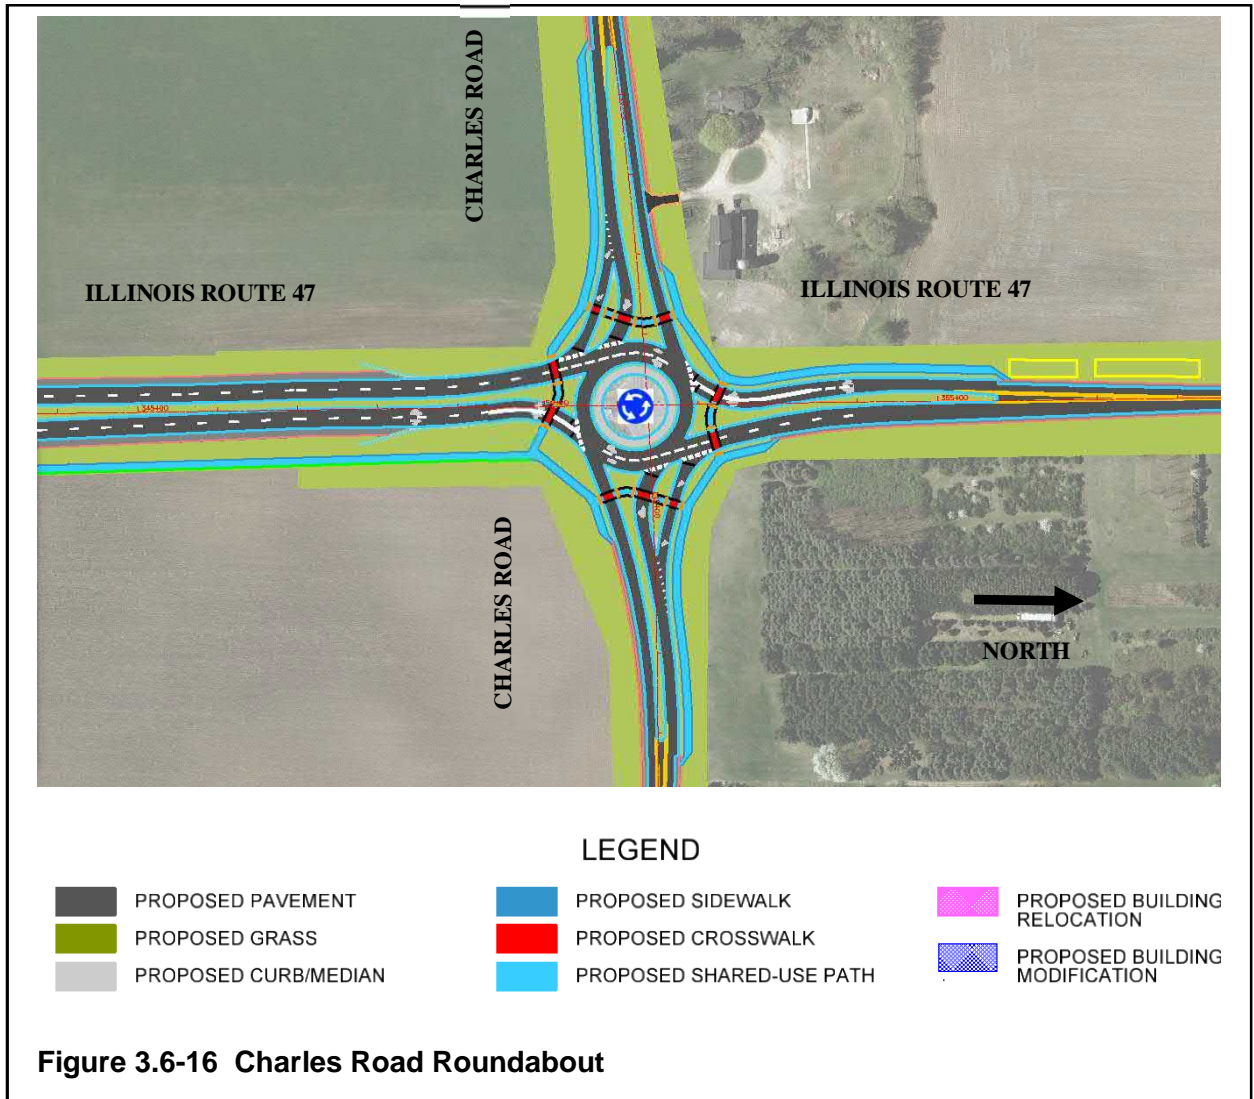 CHARLES ROAD
ILLINOIS ROUTE 47
ILLINOIS ROUTE 47
CHARLES ROAD
NORTH
LEGEND
PROPOSED PAVEMENT
PROPOSED GRASS
PROPOSED CURB/MEDIAN
PROPOSED SIDEWALK
PROPOSED CROSSWALK
PROPOSED SHARED-USE PATH
PROPOSED BUILDING
RELOCATION
PROPOSED BUILDING
MODIFICATION
Figure 3.6-16 Charles Road Roundabout